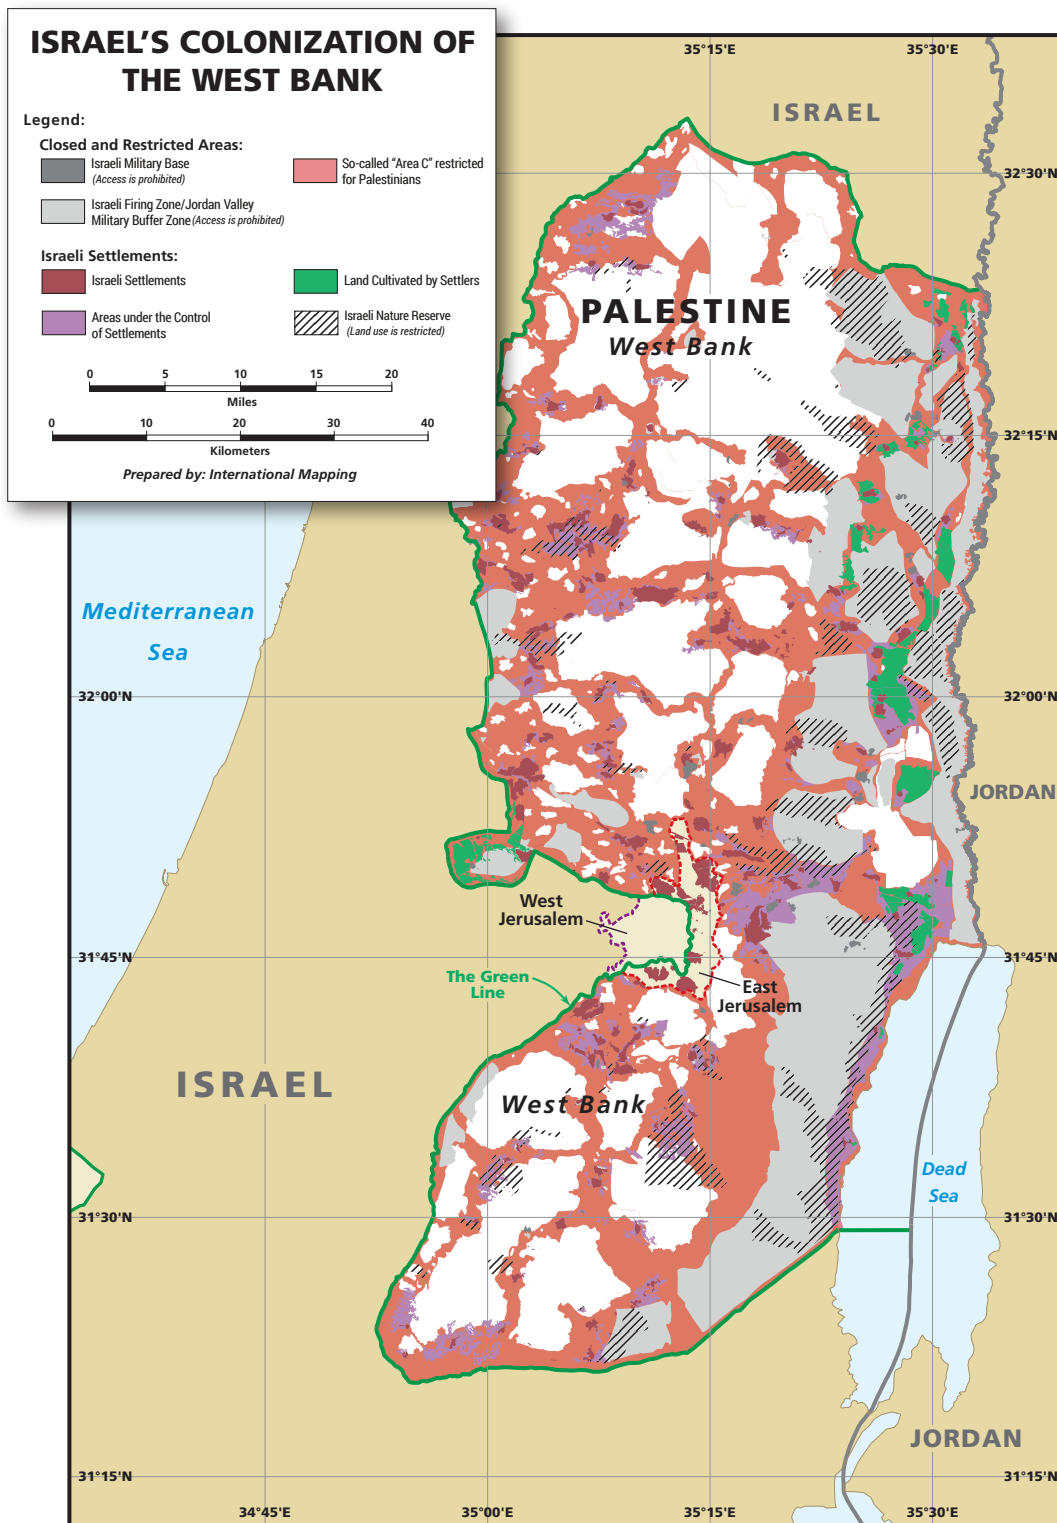 ISRAEL'S COLONIZATION OF
THE WEST BANK
Legend:
Closed and Restricted Areas:
Israeli Military Base
(Access is prohibited)
So-called "Area C" restricted
for Palestinians
Israeli Firing Zone/Jordan Valley
Military Buffer Zone (Access is prohibited)
Israeli Settlements:
Israeli Settlements
Land Cultivated by Settlers
Areas under the Control
of Settlements
Israeli Nature Reserve
(Land use is restricted)
0 5 10 15 20
Miles
0 10 20 30 40
Kilometers
Prepared by: International Mapping
35°15'E
35°30'E
ISRAEL
32°30'N
PALESTINE
West Bank
32°15'N
Mediterranean
Sea
32°00'N
32°00'N
JORDAN
West
Jerusalem
31°45'N
31°45'N
The Green
Line
East
Jerusalem
ISRAEL
West Bank
Dead
Sea
31°30'N
31°30'N
JORDAN
31°15'N
31°15'N
34°45'E
35°00'E
35°15'E
35°30'E